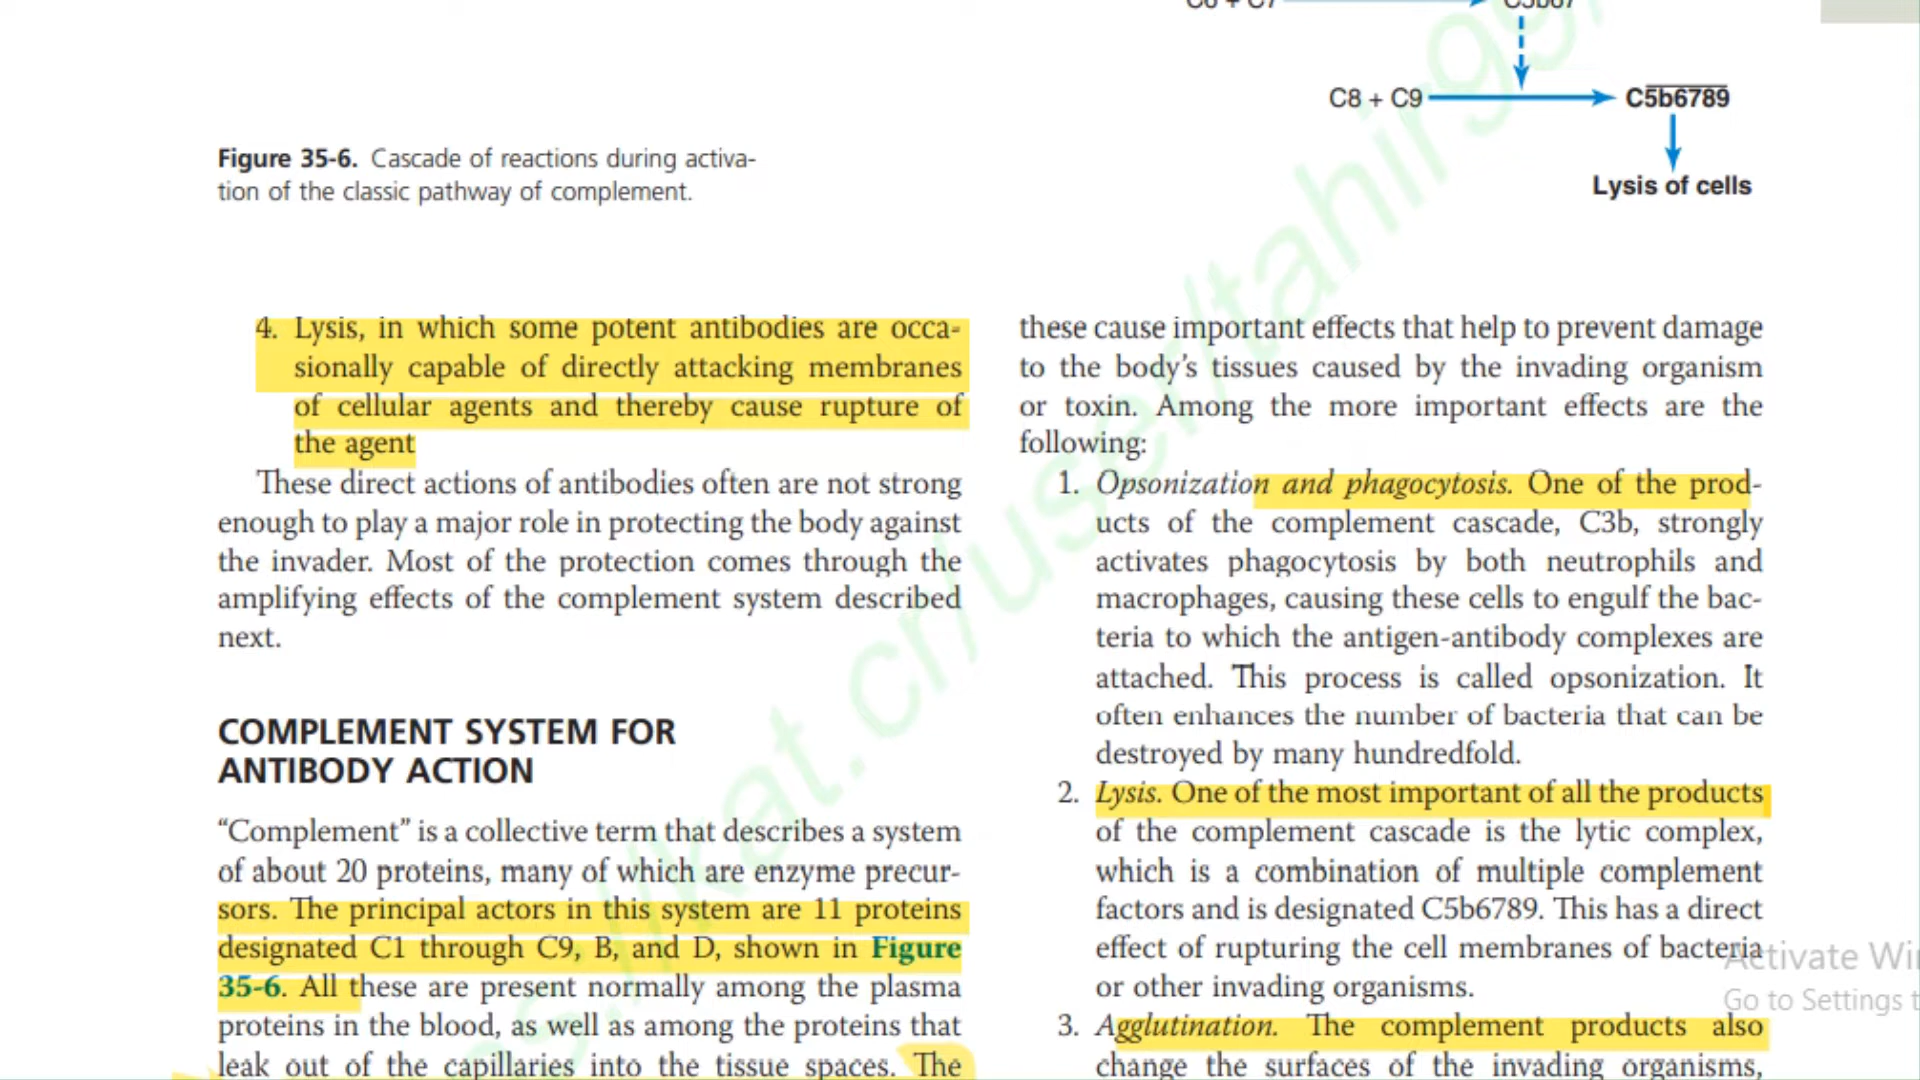 C6 + C7
C5b67
C8 + C9
C5b6789
Lysis of cells
Figure 35-6. Cascade of reactions during activa-
tion of the classic pathway of complement.
4. Lysis, in which some potent antibodies are occa-
sionally capable of directly attacking membranes
of cellular agents and thereby cause rupture of
the agent
These direct actions of antibodies often are not strong
enough to play a major role in protecting the body against
the invader. Most of the protection comes through the
amplifying effects of the complement system described
next.
COMPLEMENT SYSTEM FOR
ANTIBODY ACTION
“Complement” is a collective term that describes a system
of about 20 proteins, many of which are enzyme precur-
sors. The principal actors in this system are 11 proteins
designated C1 through C9, B, and D, shown in Figure
35-6. All these are present normally among the plasma
proteins in the blood, as well as among the proteins that
leak out of the capillaries into the tissue spaces. The
these cause important effects that help to prevent damage
to the body’s tissues caused by the invading organism
or toxin. Among the more important effects are the
following:
1. Opsonization and phagocytosis. One of the prod-
ucts of the complement cascade, C3b, strongly
activates phagocytosis by both neutrophils and
macrophages, causing these cells to engulf the bac-
teria to which the antigen-antibody complexes are
attached. This process is called opsonization. It
often enhances the number of bacteria that can be
destroyed by many hundredfold.
2. Lysis. One of the most important of all the products
of the complement cascade is the lytic complex,
which is a combination of multiple complement
factors and is designated C5b6789. This has a direct
effect of rupturing the cell membranes of bacteria
or other invading organisms.
3. Agglutination. The complement products also
change the surfaces of the invading organisms,
Activate Wi
Go to Settings t
s://kat.cr/user/tahir99